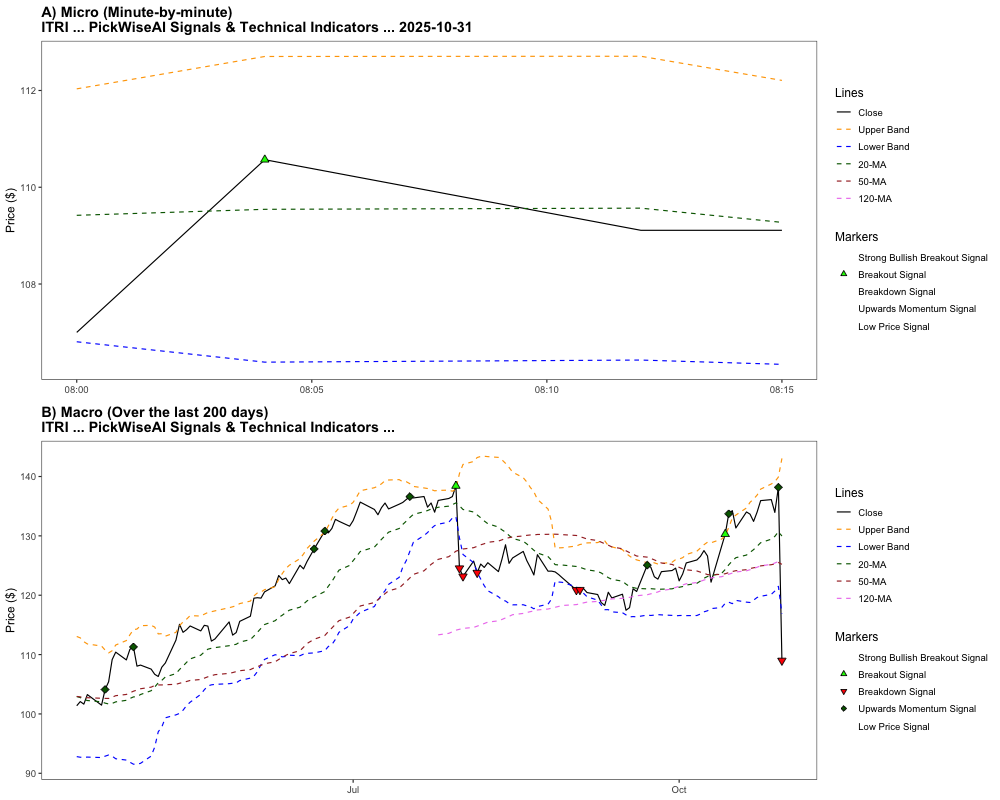 A) Micro (Minute-by-minute)
ITRI ... PickWiseAI Signals & Technical Indicators ... 2025-10-31
Price ($)
112
110
108
08:00
08:05
08:10
08:15
Lines
Close
Upper Band
Lower Band
20-MA
50-MA
120-MA
Markers
Strong Bullish Breakout Signal
Breakout Signal
Breakdown Signal
Upwards Momentum Signal
Low Price Signal
B) Macro (Over the last 200 days)
ITRI ... PickWiseAI Signals & Technical Indicators ...
Price ($)
140
130
120
110
100
90
Jul
Oct
Lines
Close
Upper Band
Lower Band
20-MA
50-MA
120-MA
Markers
Strong Bullish Breakout Signal
Breakout Signal
Breakdown Signal
Upwards Momentum Signal
Low Price Signal